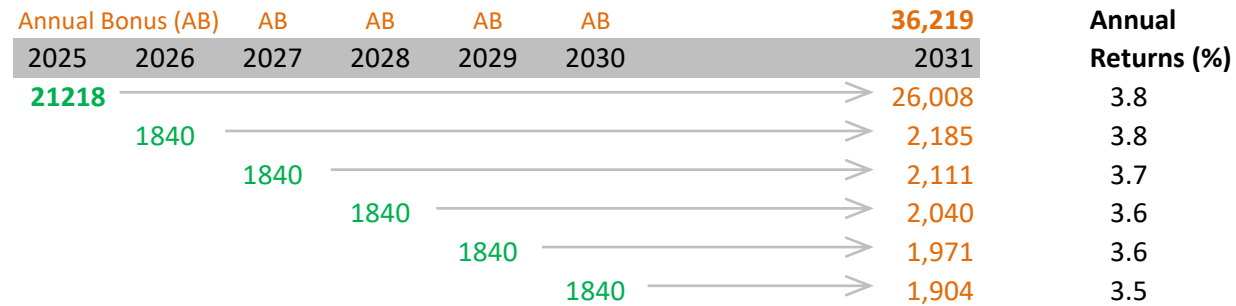 Annual Bonus (AB) AB AB AB AB 36,219 Annual
2025 2026 2027 2028 2029 2030 2031 Returns (%)
21218 26,008 3.8
1840 2,185 3.8
1840 2,111 3.7
1840 2,040 3.6
1840 1,971 3.6
1840 1,904 3.5